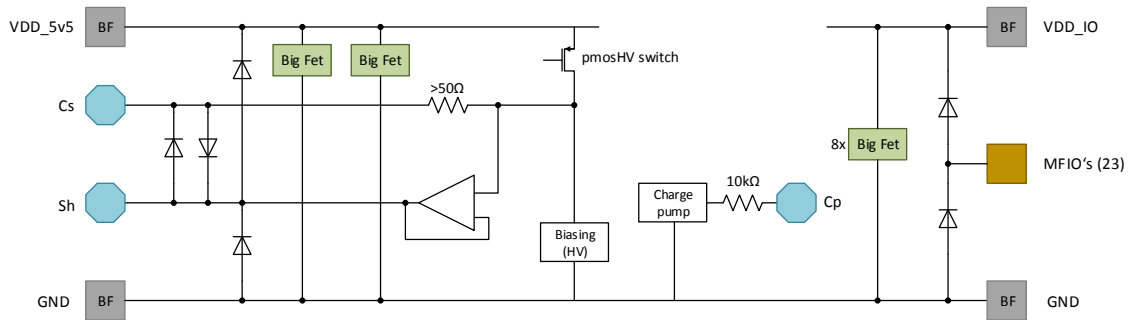 VDD_5v5
BF
Big Fet
Big Fet
pmosHV switch
BF
VDD_IO
Cs
>50Ω
8x
Big Fet
MFIO's (23)
Sh
Charge
pump
10kΩ
Cp
Biasing
(HV)
GND
BF
BF
GND